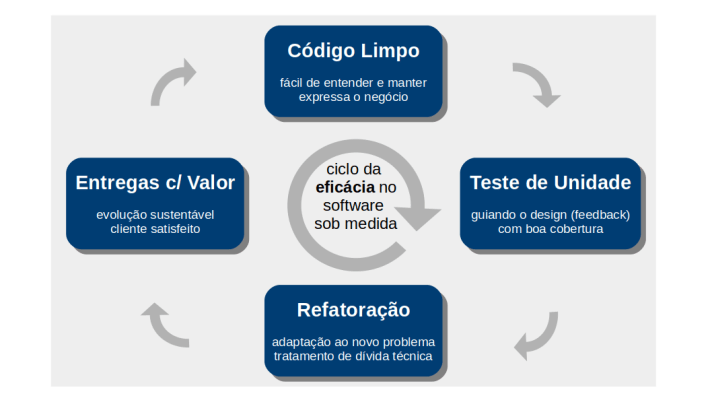 Código Limpo
fácil de entender e manter
expressa o negócio
Entregas c/ Valor
evolução sustentável
cliente satisfeito
ciclo da
eficácia no
software
sob medida
Teste de Unidade
guiando o design (feedback)
com boa cobertura
Refatoração
adaptação ao novo problema
tratamento de dívida técnica